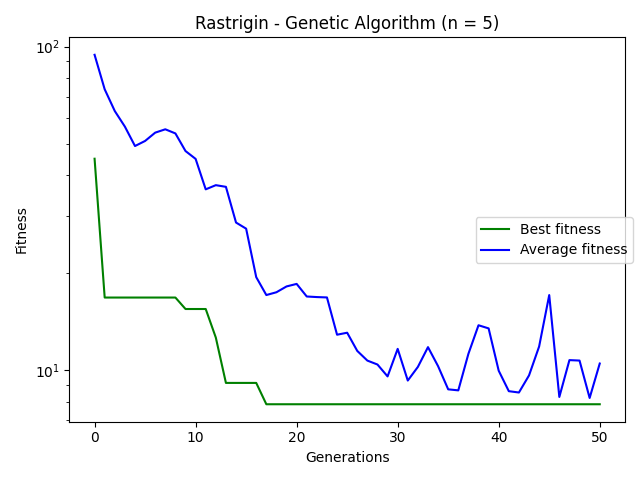 Rastrigin - Genetic Algorithm (n = 5)
10²
10¹
Fitness
Best fitness
Average fitness
0 10 20 30 40 50
Generations